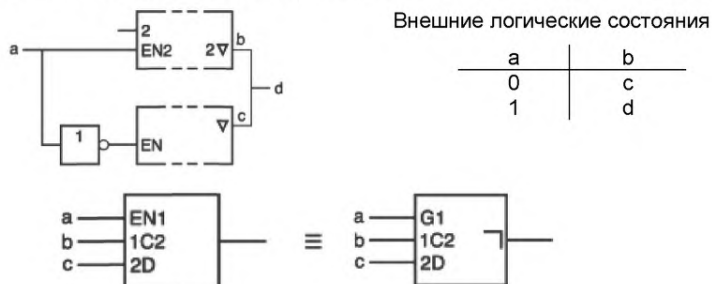 Внешние логические состояния
a b
0 c
1 d
2
a EN2 2▽ b
d
c
1 EN ▽
a EN1
b 1C2
c 2D
≡
a G1
b 1C2 ┐
c 2D